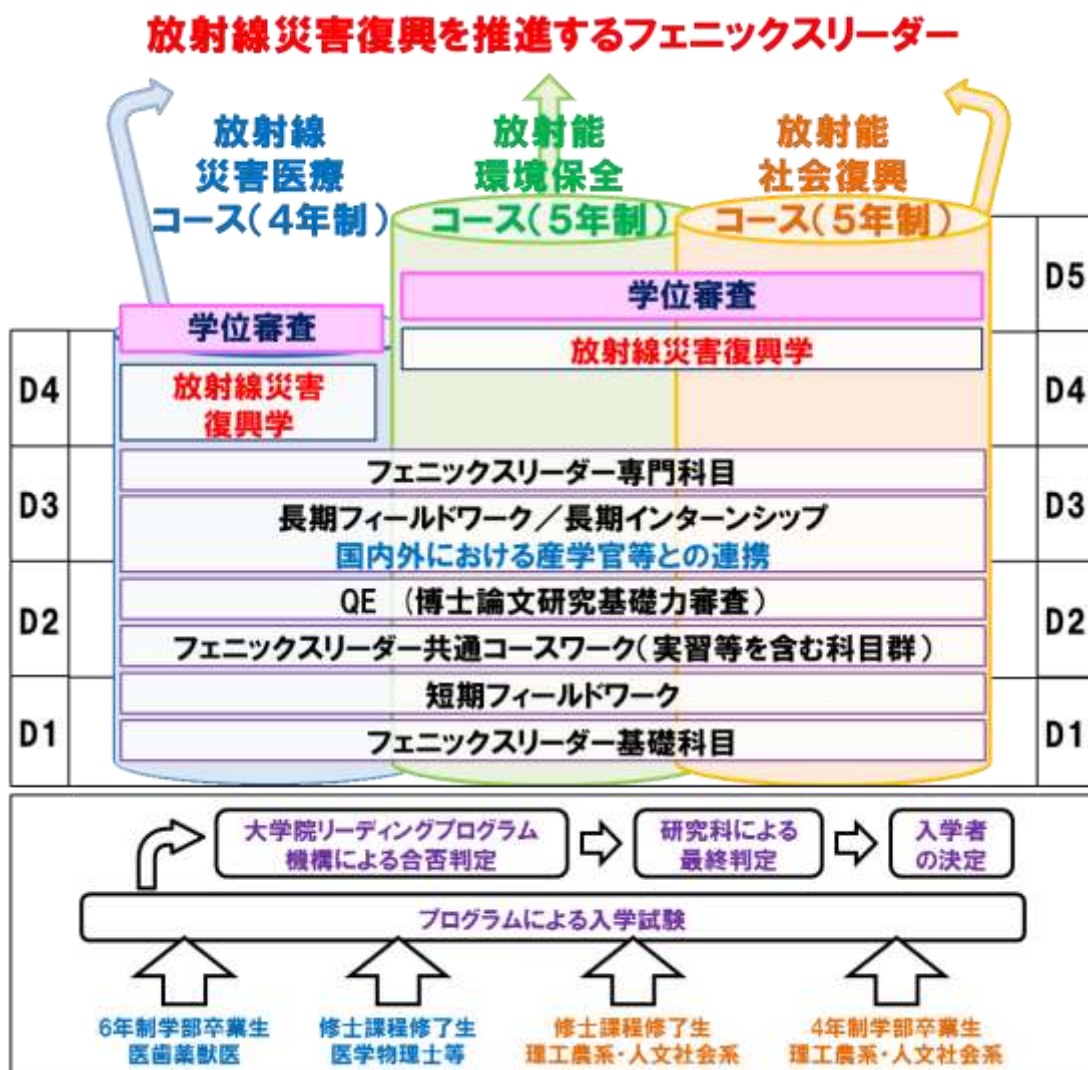 放射線災害復興を推進するフェニックスリーダー
放射線
災害医療
コース(4年制)
放射能
環境保全
コース(5年制)
放射能
社会復興
コース(5年制)
D5
学位審査
学位審査
放射線災害復興学
D4
放射線災害
復興学
D4
フェニックスリーダー専門科目
D3
長期フィールドワーク／長期インターンシップ
国内外における産学官等との連携
D3
QE （博士論文研究基礎力審査）
D2
フェニックスリーダー共通コースワーク(実習等を含む科目群)
D2
短期フィールドワーク
D1
フェニックスリーダー基礎科目
D1
大学院リーディングプログラム
機構による合否判定
研究科による
最終判定
入学者
の決定
プログラムによる入学試験
6年制学部卒業生
医歯薬獣医
修士課程修了生
医学物理士等
修士課程修了生
理工農系・人文社会系
4年制学部卒業生
理工農系・人文社会系